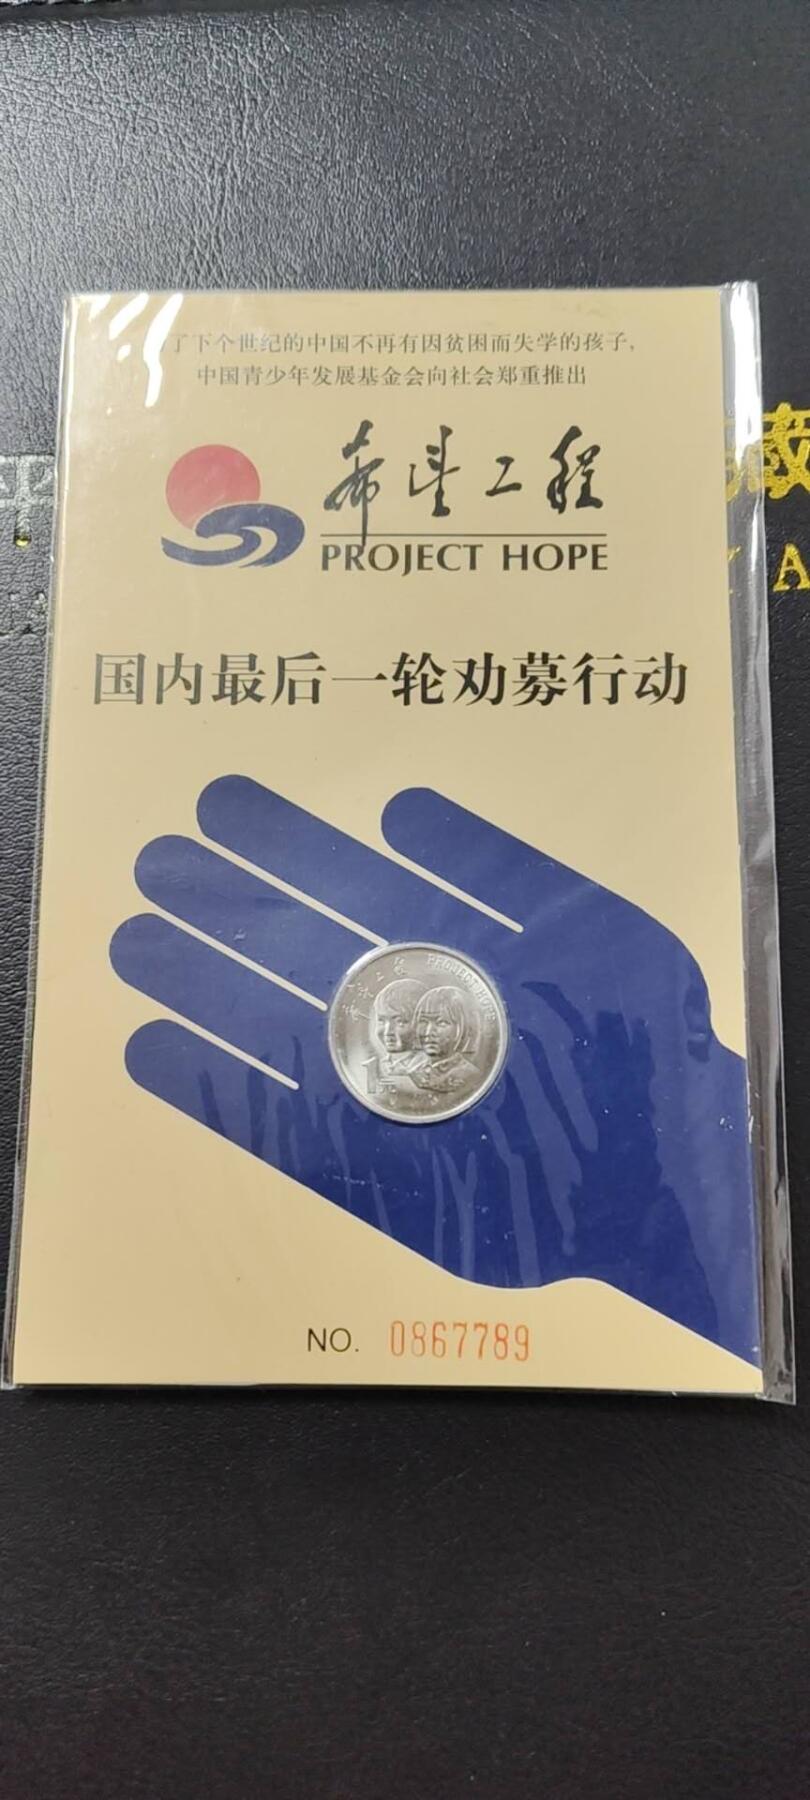 了下个世纪的中国不再有因贫困而失学的孩子,
中国青少年发展基金会向社会郑重推出
希望工程
PROJECT HOPE
国内最后一轮劝募行动
希望工程 PROJECT HOPE
1
NO. 0867789
藏
Y A